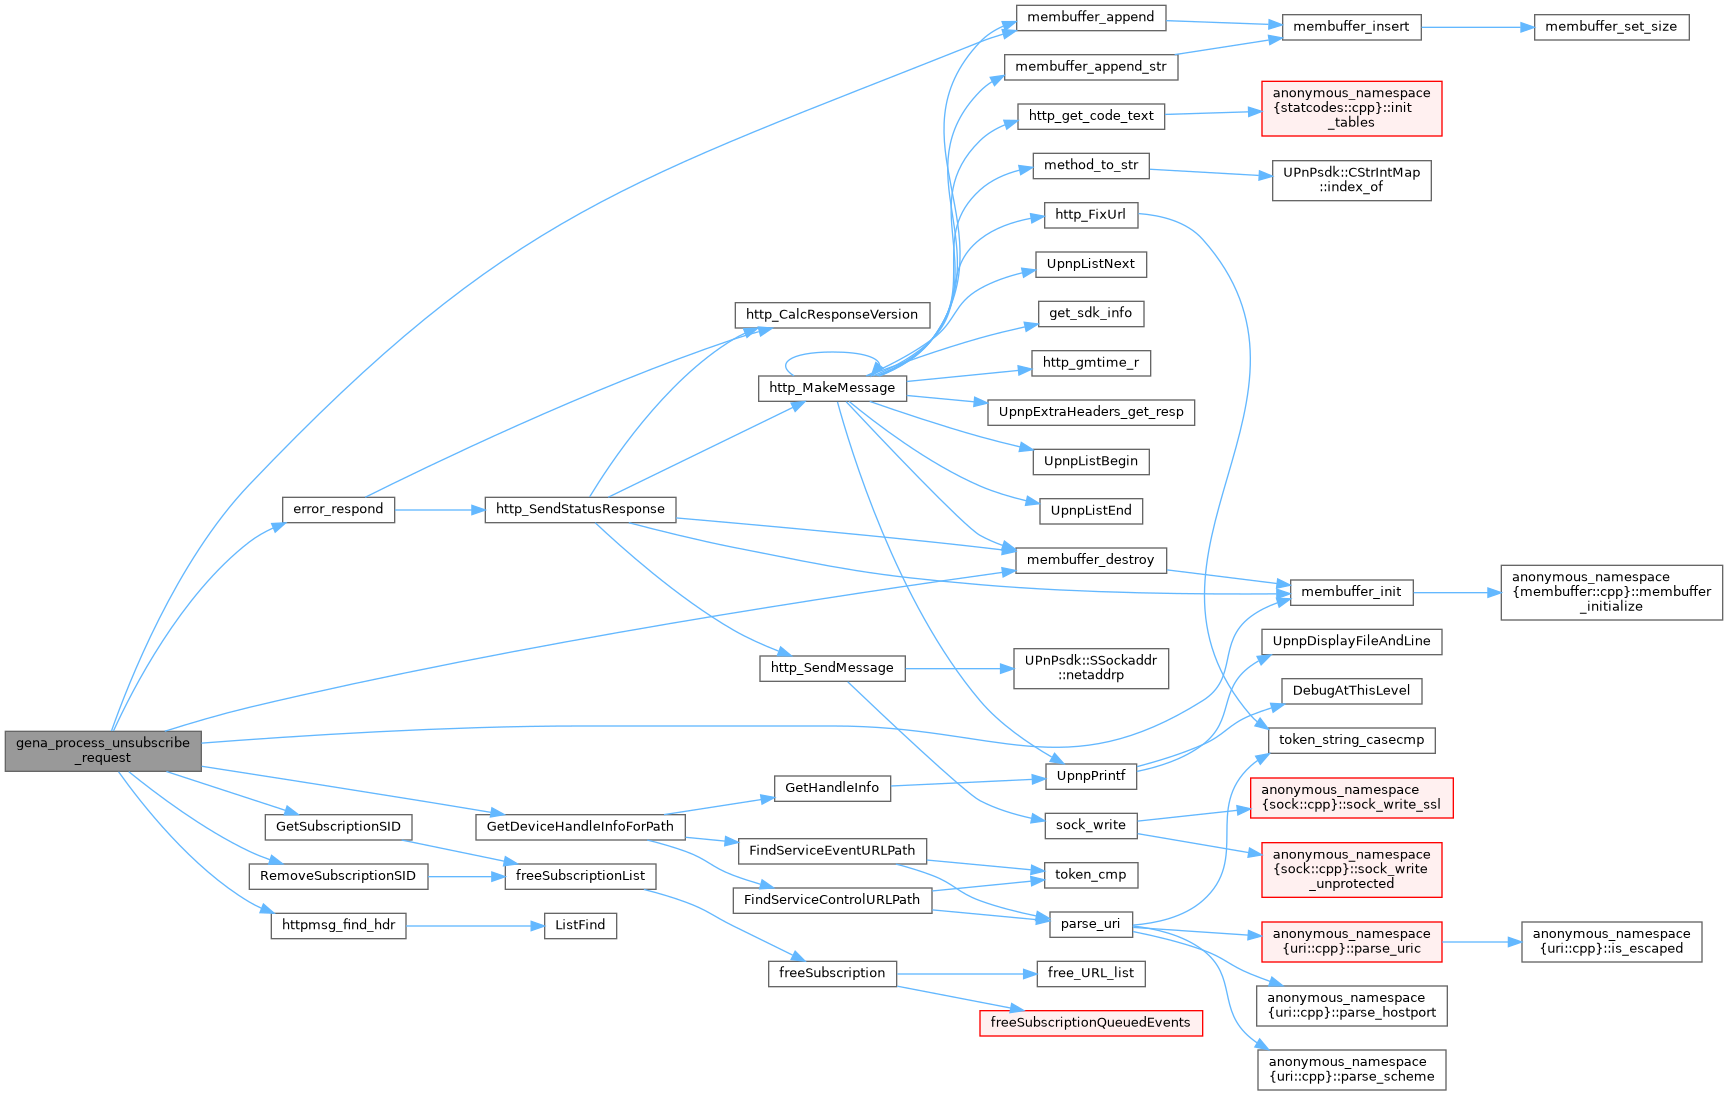 membuffer_append
membuffer_insert
membuffer_set_size
membuffer_append_str
anonymous_namespace
{statcodes::cpp}::init
_tables
http_get_code_text
method_to_str
UPnPsdk::CStrIntMap
::index_of
http_FixUrl
UpnpListNext
http_CalcResponseVersion
get_sdk_info
http_gmtime_r
http_MakeMessage
UpnpExtraHeaders_get_resp
UpnpListBegin
error_respond
http_SendStatusResponse
UpnpListEnd
membuffer_destroy
membuffer_init
anonymous_namespace
{membuffer::cpp}::membuffer
_initialize
UpnpDisplayFileAndLine
http_SendMessage
UPnPsdk::SSockaddr
::netaddrp
DebugAtThisLevel
gena_process_unsubscribe
_request
token_string_casecmp
UpnpPrintf
GetHandleInfo
anonymous_namespace
{sock::cpp}::sock_write_ssl
GetSubscriptionSID
GetDeviceHandleInfoForPath
sock_write
FindServiceEventURLPath
anonymous_namespace
{sock::cpp}::sock_write
_unprotected
RemoveSubscriptionSID
freeSubscriptionList
token_cmp
FindServiceControlURLPath
httpmsg_find_hdr
ListFind
parse_uri
anonymous_namespace
{uri::cpp}::parse_uric
anonymous_namespace
{uri::cpp}::is_escaped
freeSubscription
free_URL_list
anonymous_namespace
{uri::cpp}::parse_hostport
freeSubscriptionQueuedEvents
anonymous_namespace
{uri::cpp}::parse_scheme